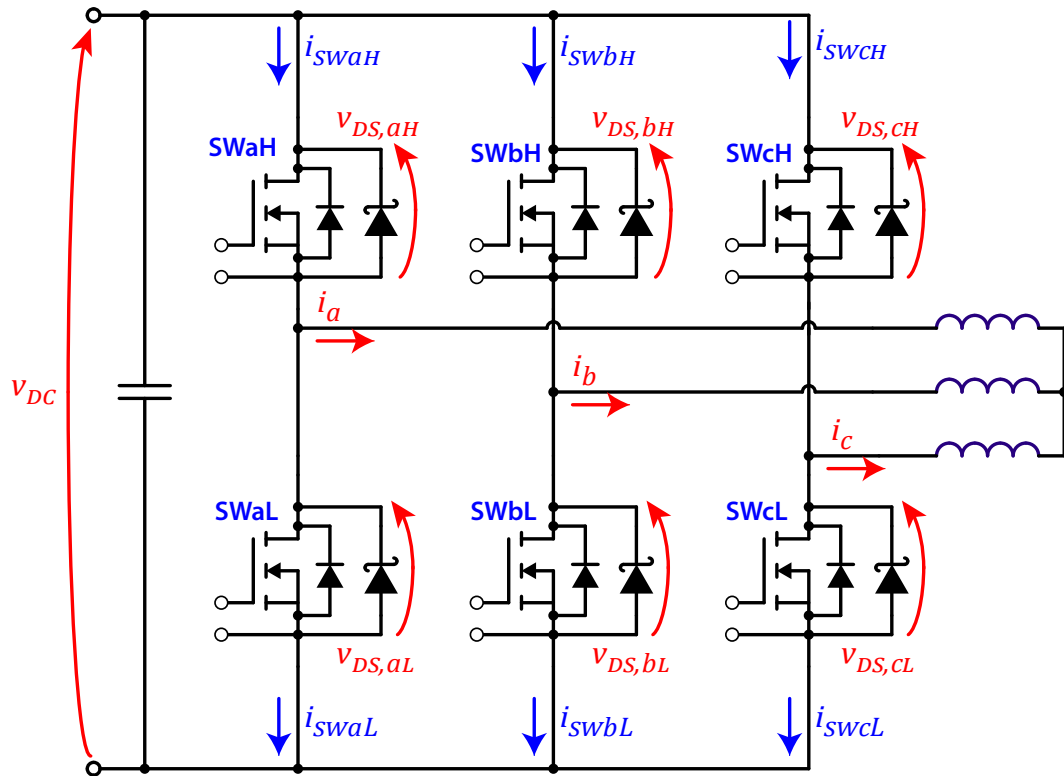 i_SWaH i_SWbH i_SWcH
v_DS,aH v_DS,bH v_DS,cH
SWaH SWbH SWcH
i_a
v_DC
i_b
i_c
SWaL SWbL SWcL
v_DS,aL v_DS,bL v_DS,cL
i_SWaL i_SWbL i_SWcL